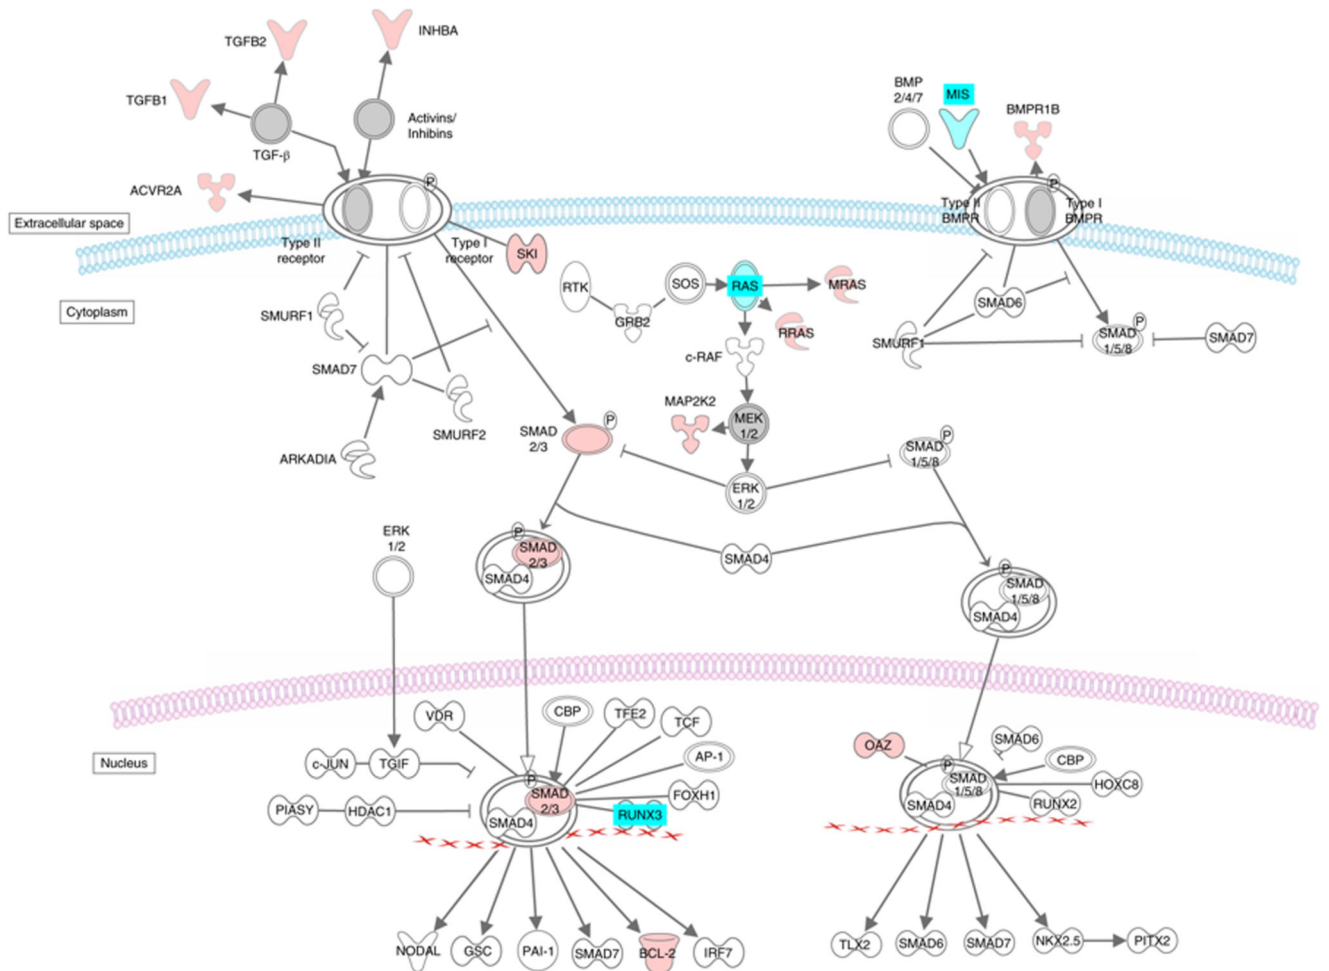 TGFB2
INHBA
TGFB1
Activins/
Inhibins
TGF-β
ACVR2A
P
Type II
receptor
Type I
receptor
SKI
Extracellular space
Cytoplasm
BMP
2/4/7
MIS
BMPR1B
P
Type II
BMPR
Type I
BMPR
SMURF1
SMAD7
SMURF2
ARKADIA
RTK
GRB2
SOS
RAS
MRAS
RRAS
c-RAF
MAP2K2
MEK
1/2
ERK
1/2
SMAD6
SMURF1
P
SMAD
1/5/8
SMAD7
SMAD
2/3
P
P
SMAD
1/5/8
ERK
1/2
P
SMAD
2/3
SMAD4
SMAD4
P
SMAD
1/5/8
SMAD4
Nucleus
VDR
CBP
TFE2
TCF
AP-1
FOXH1
RUNX3
c-JUN
TGIF
PIASY
HDAC1
P
SMAD
2/3
SMAD4
OAZ
SMAD6
CBP
HOXC8
RUNX2
P
SMAD
1/5/8
SMAD4
NODAL
GSC
PAI-1
SMAD7
BCL-2
IRF7
TLX2
SMAD6
SMAD7
NKX2.5
PITX2